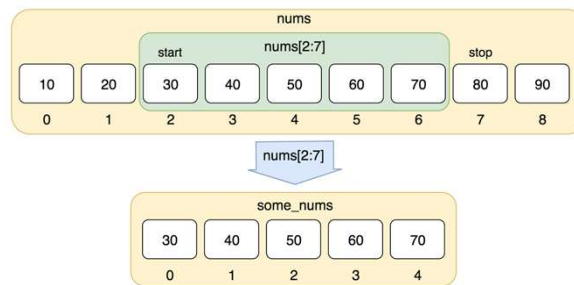 nums
start nums[2:7] stop
10 20 30 40 50 60 70 80 90
0 1 2 3 4 5 6 7 8
nums[2:7]
some_nums
30 40 50 60 70
0 1 2 3 4